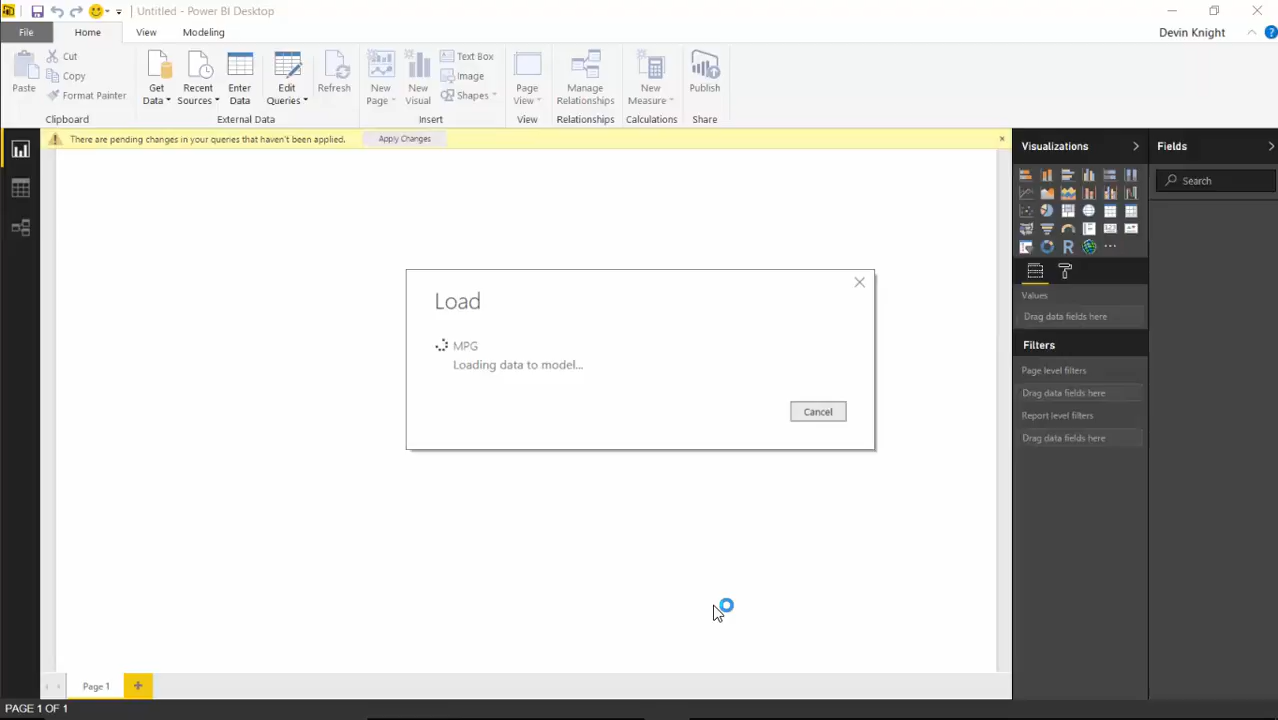 Untitled - Power BI Desktop
File
Home
View
Modeling
Devin Knight
Paste
Cut
Copy
Format Painter
Clipboard
Get Data
Recent Sources
Enter Data
Edit Queries
Refresh
External Data
New Page
New Visual
Text Box
Image
Shapes
Insert
Page View
View
Manage Relationships
Relationships
New Measure
Calculations
Publish
Share
There are pending changes in your queries that haven't been applied.
Apply Changes
Visualizations
Fields
Search
Values
Drag data fields here
Filters
Page level filters
Drag data fields here
Report level filters
Drag data fields here
Load
MPG
Loading data to model...
Cancel
Page 1
PAGE 1 OF 1